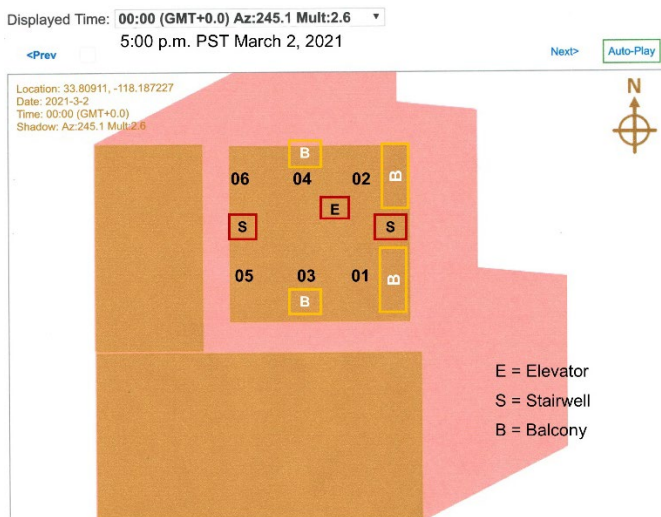 Displayed Time: 00:00 (GMT+0.0) Az:245.1 Mult:2.6
5:00 p.m. PST March 2, 2021
<Prev
Next>
Auto-Play
Location: 33.80911, -118.187227
Date: 2021-3-2
Time: 00:00 (GMT+0.0)
Shadow: Az:245.1 Mult:2.6
N
B
06 04 02
B
E
S S
05 03 01
B
B
E = Elevator
S = Stairwell
B = Balcony